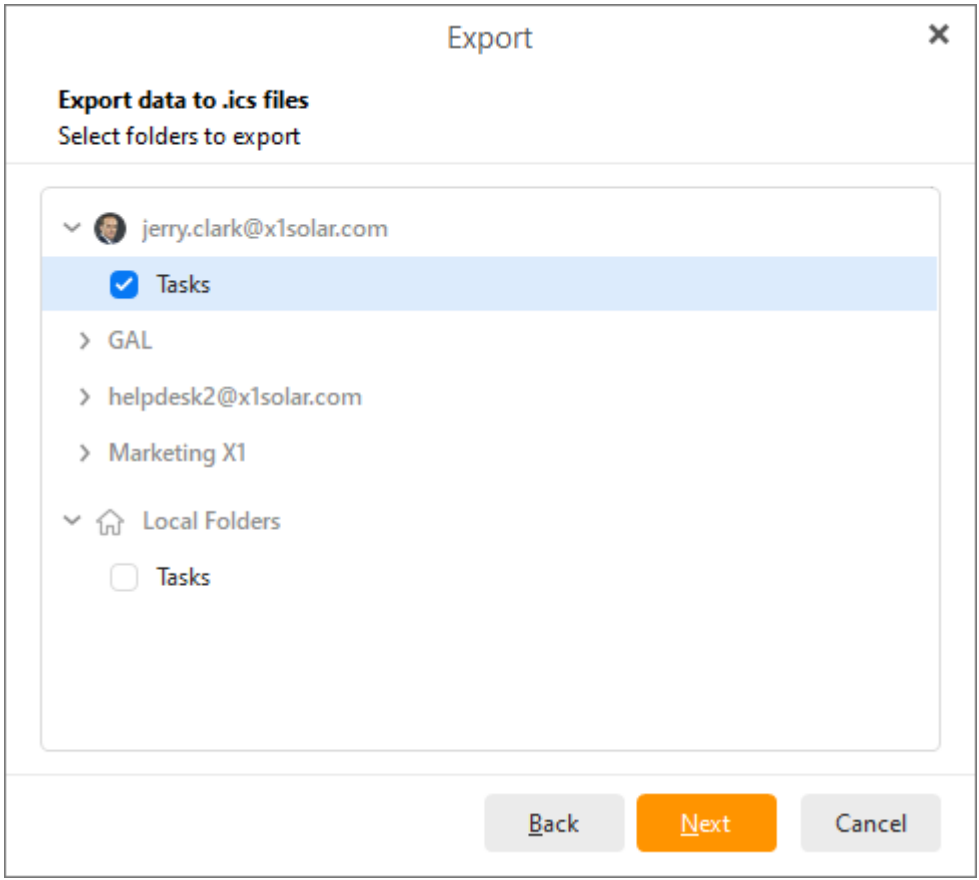 Export
Export data to .ics files
Select folders to export
jerry.clark@x1solar.com
Tasks
GAL
helpdesk2@x1solar.com
Marketing X1
Local Folders
Tasks
Back Next Cancel